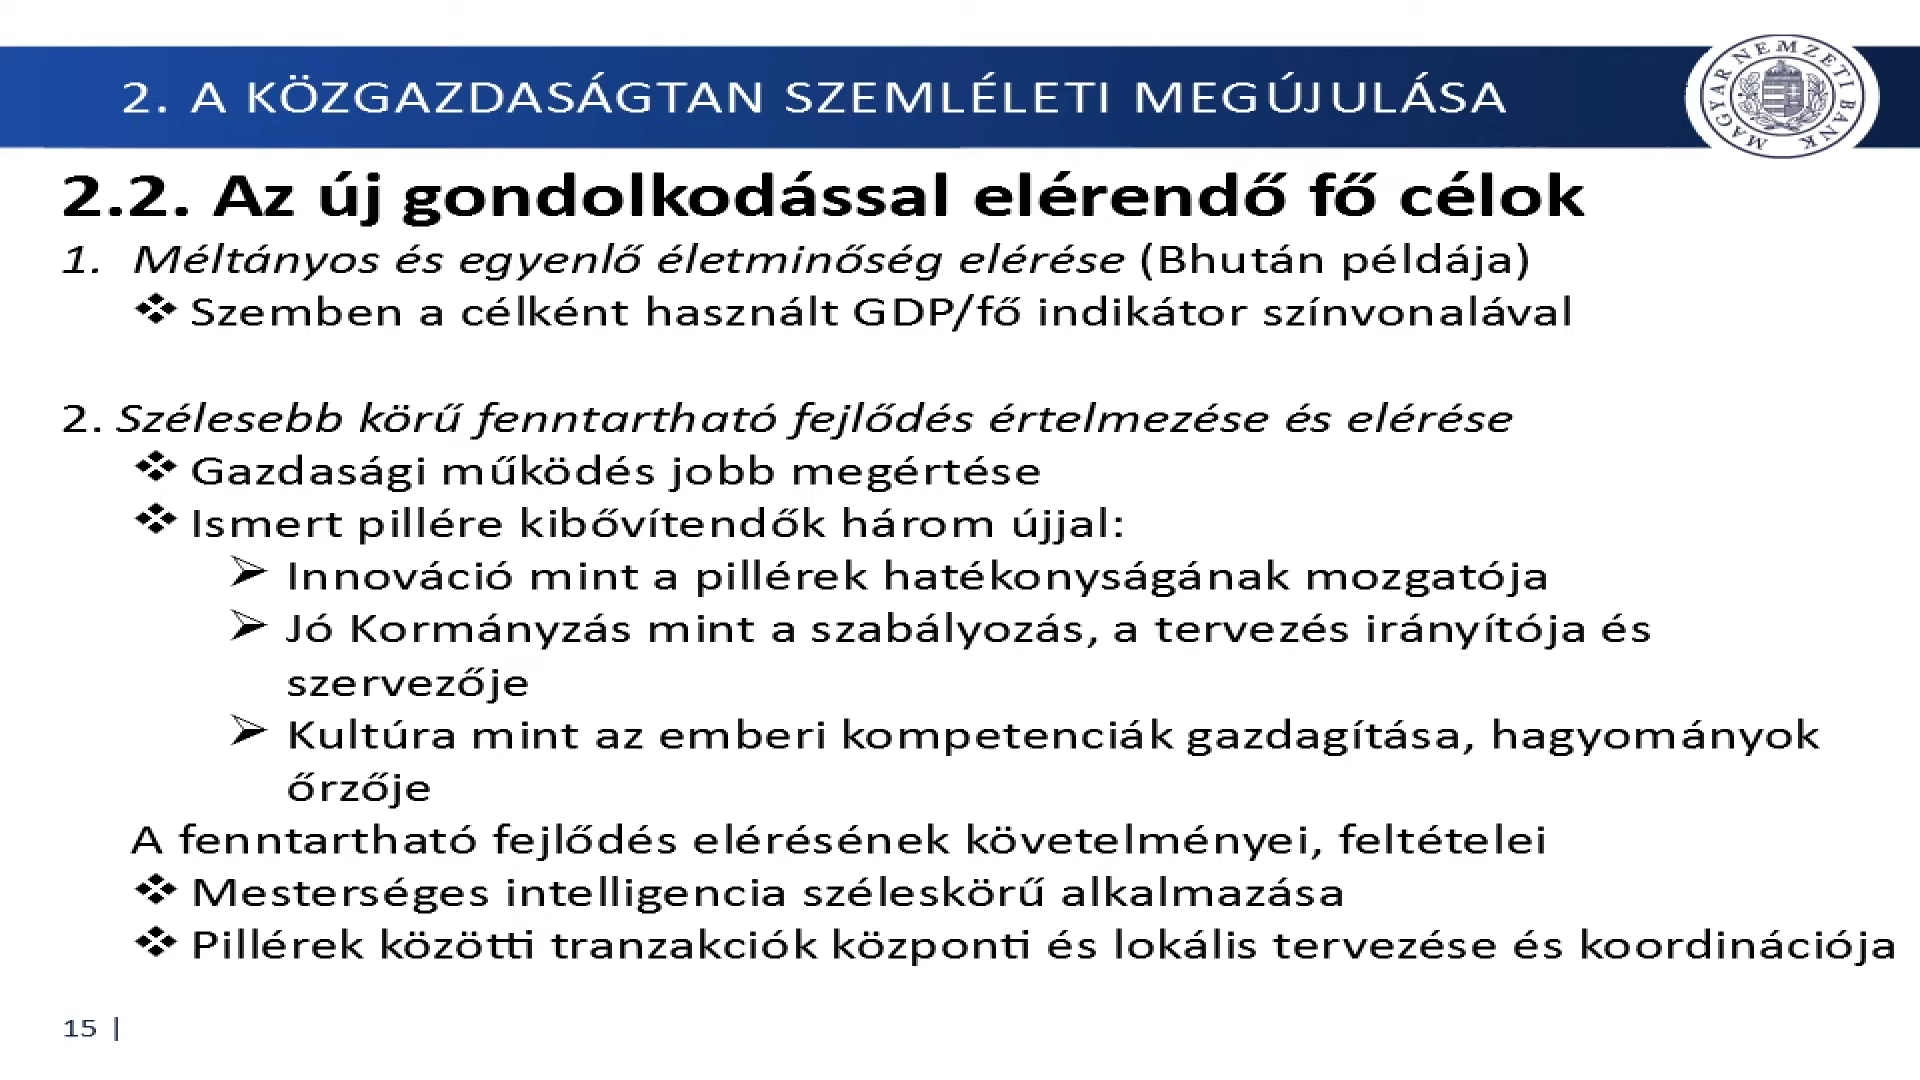 2. A KÖZGAZDASÁGTAN SZEMLÉLETI MEGÚJULÁSA
MAGYAR NEMZETI BANK
2.2. Az új gondolkodással elérendő fő célok
1. Méltányos és egyenlő életminőség elérése (Bhután példája)
❖ Szemben a célként használt GDP/fő indikátor színvonalával
2. Szélesebb körű fenntartható fejlődés értelmezése és elérése
❖ Gazdasági működés jobb megértése
❖ Ismert pillére kibővítendők három újjal:
➢ Innováció mint a pillérek hatékonyságának mozgatója
➢ Jó Kormányzás mint a szabályozás, a tervezés irányítója és
szervezője
➢ Kultúra mint az emberi kompetenciák gazdagítása, hagyományok
őrzője
A fenntartható fejlődés elérésének követelményei, feltételei
❖ Mesterséges intelligencia széleskörű alkalmazása
❖ Pillérek közötti tranzakciók központi és lokális tervezése és koordinációja
15 |